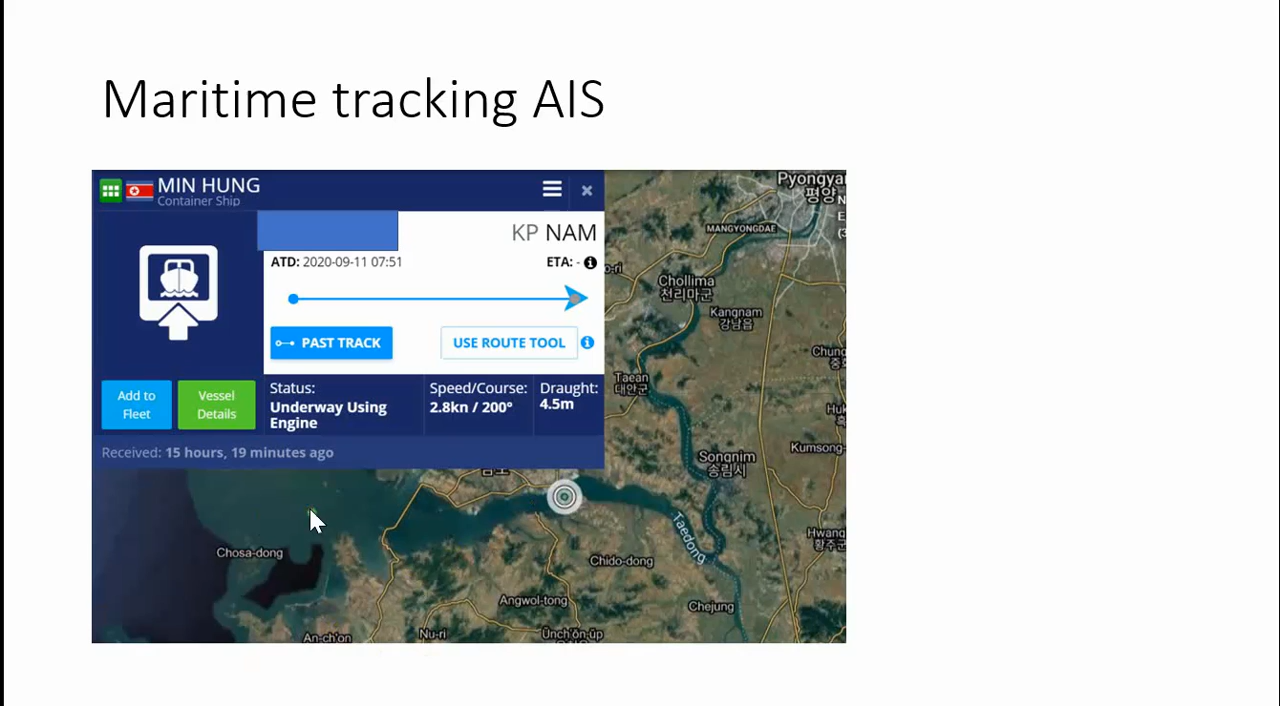 Maritime tracking AIS
MIN HUNG
Container Ship
KP NAM
ATD: 2020-09-11 07:51
ETA: -
PAST TRACK
USE ROUTE TOOL
Add to
Fleet
Vessel
Details
Status:
Underway Using
Engine
Speed/Course:
2.8kn / 200°
Draught:
4.5m
Received: 15 hours, 19 minutes ago
Pyongya
평양
MANGYONGDAE
Chollima
천리마군
Kangnam
강남읍
Taean
대안군
Songnim
송림시
Kumsong-
Hwang
황주군
Taedong
Chosa-dong
Chido-dong
Angwol-tong
Chejung
An-ch'on
Nu-ri
Ŭnch'ŏn-ŭp